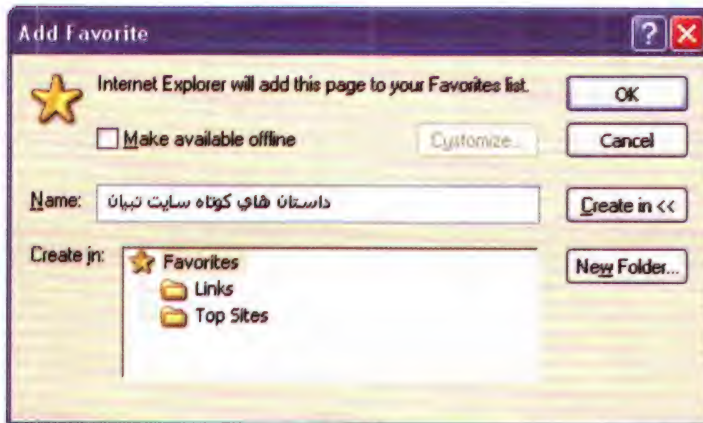 Add Favorite
Internet Explorer will add this page to your Favorites list.
OK
Make available offline
Customize...
Cancel
Name:
داستان هاي كوتاه سايت تبيان
Create in <<
Create in:
Favorites
New Folder...
Links
Top Sites